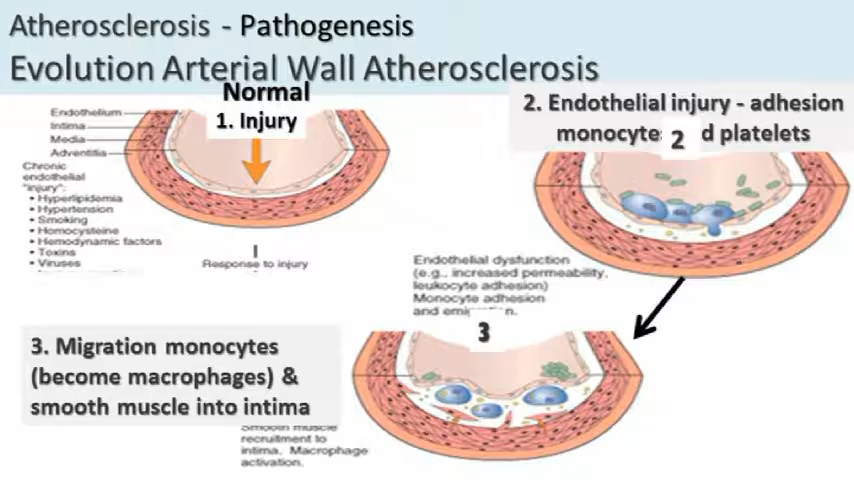 Atherosclerosis - Pathogenesis
Evolution Arterial Wall Atherosclerosis
Normal
1. Injury
Endothelium
Intima
Media
Adventitia
Chronic
endothelial
"injury":
• Hyperlipidemia
• Hypertension
• Smoking
• Homocysteine
• Hemodynamic factors
• Toxins
• Viruses
Response to injury
2. Endothelial injury - adhesion
monocyte d platelets
2
Endothelial dysfunction
(e.g., increased permeability,
leukocyte adhesion)
Monocyte adhesion
and emi n.
3
3. Migration monocytes
(become macrophages) &
smooth muscle into intima
Smooth muscle
recruitment to
intima. Macrophage
activation.